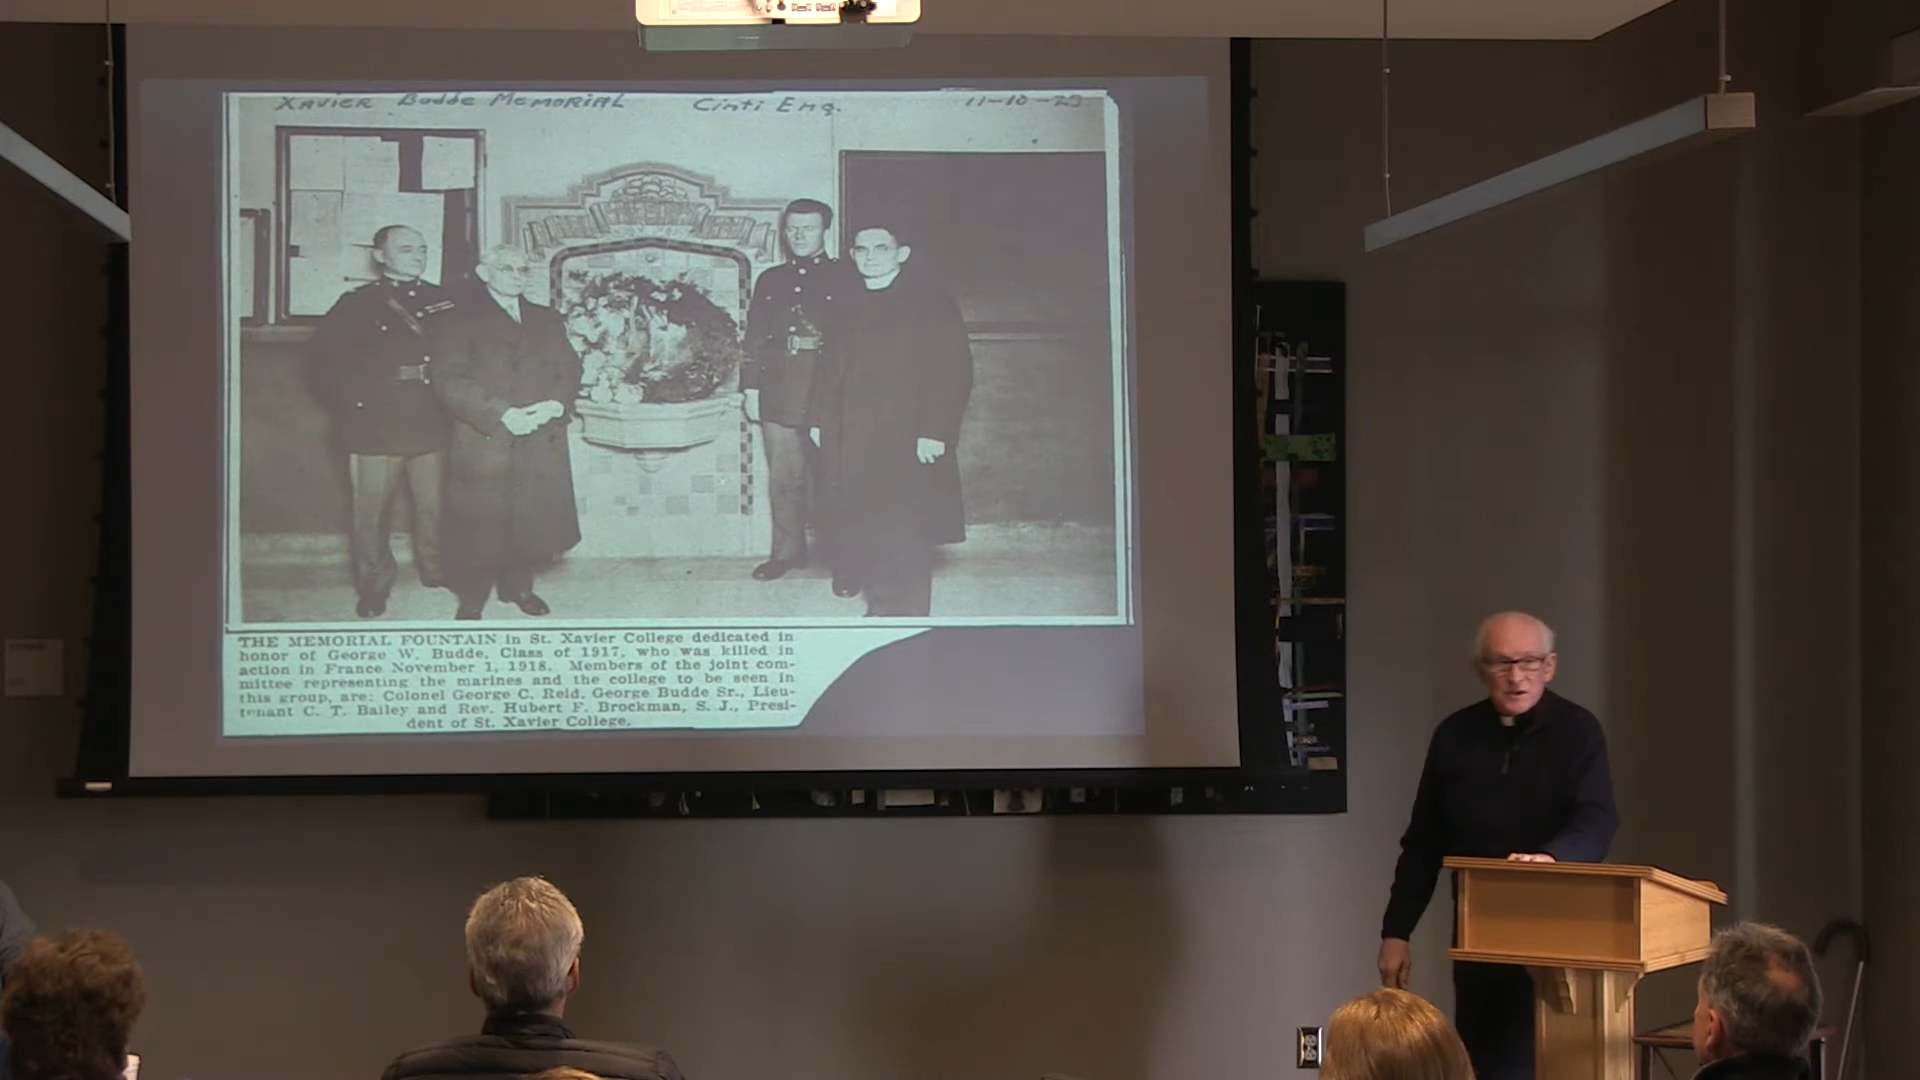 XAVIER Budde MEMORIAL Cinti Enq. 11-10-25
THE MEMORIAL FOUNTAIN in St. Xavier College dedicated in
honor of George W. Budde, Class of 1917, who was killed in
action in France November 1, 1918. Members of the joint com-
mittee representing the marines and the college to be seen in
this group, are: Colonel George C. Reid, George Budde Sr., Lieu-
tenant C. T. Bailey and Rev. Hubert F. Brockman, S. J., Presi-
dent of St. Xavier College.